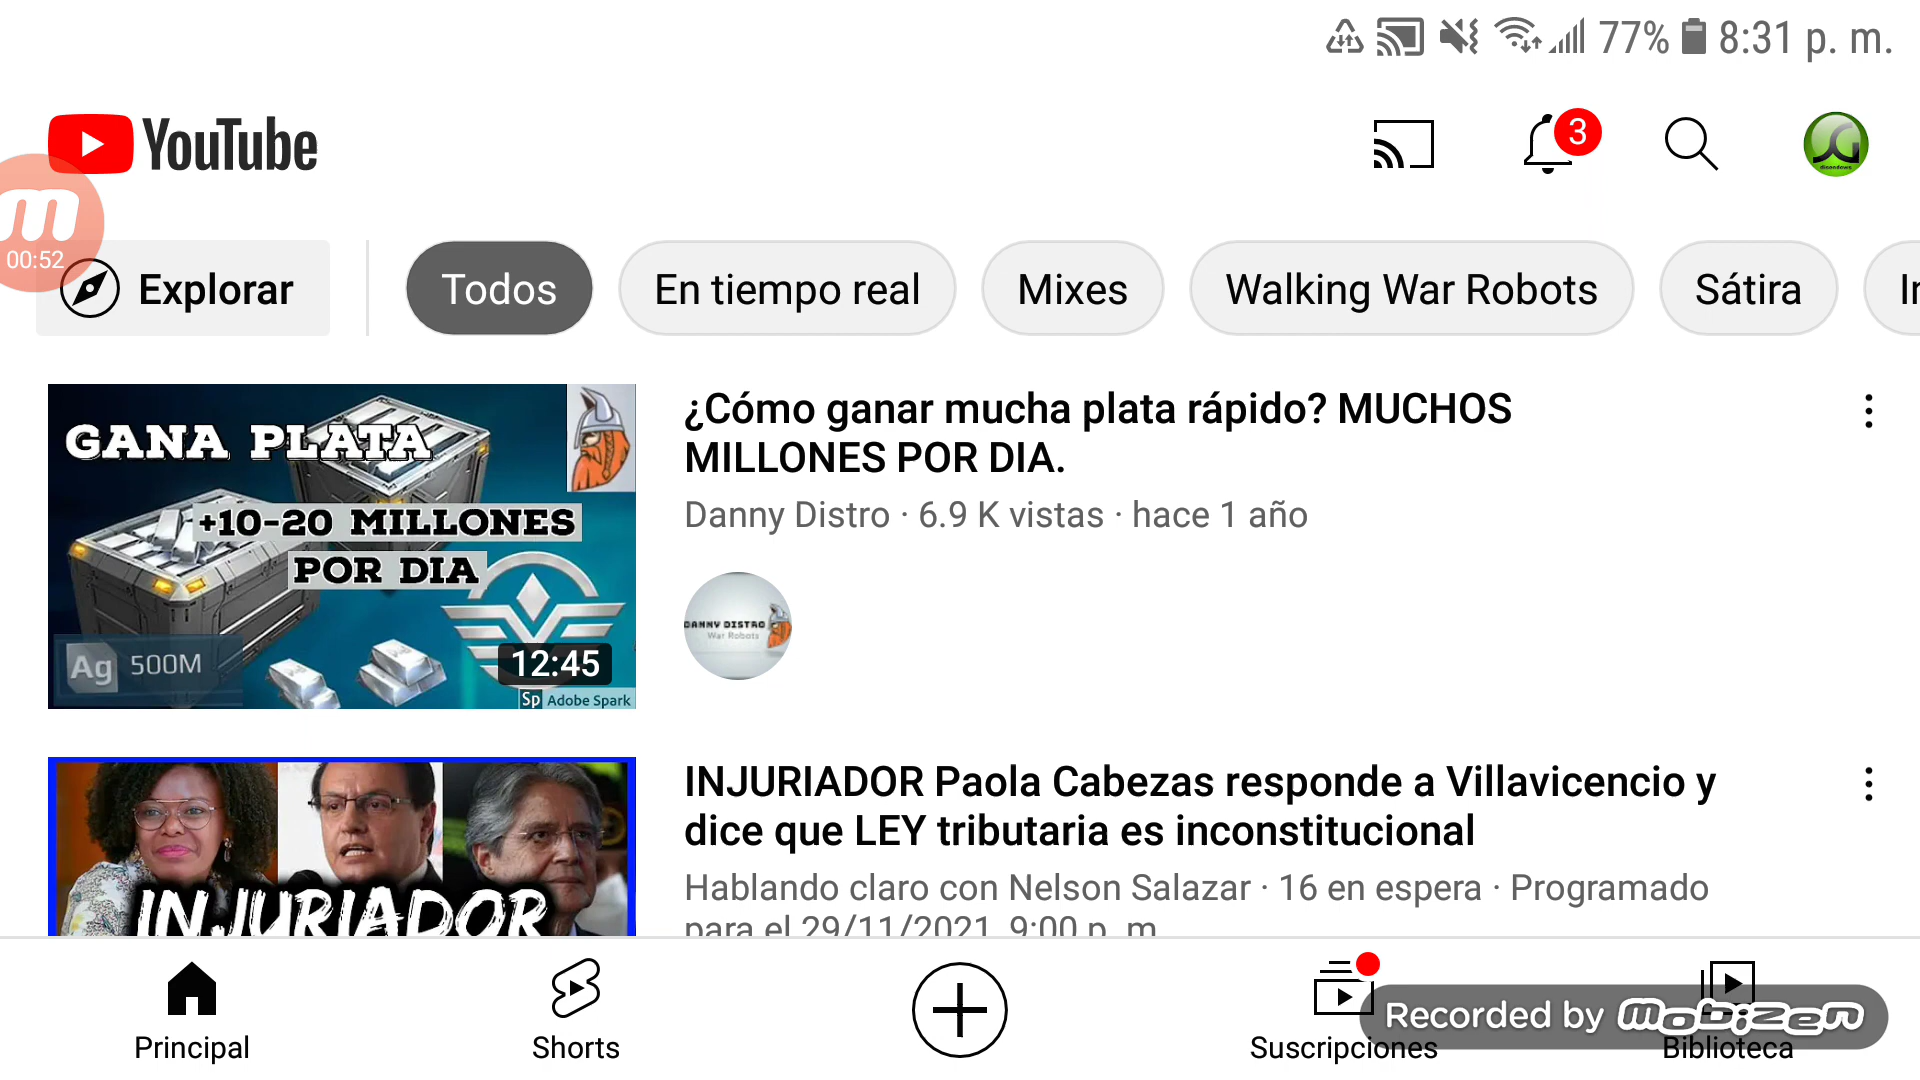 77% 8:31 p. m.
YouTube
3
00:52
Explorar
Todos
En tiempo real
Mixes
Walking War Robots
Sátira
GANA PLATA
+10-20 MILLONES
POR DIA
Ag 500M
12:45
Sp Adobe Spark
¿Cómo ganar mucha plata rápido? MUCHOS
MILLONES POR DIA.
Danny Distro · 6.9 K vistas · hace 1 año
DANNY DISTRO
War Robots
INJURIADOR
INJURIADOR Paola Cabezas responde a Villavicencio y
dice que LEY tributaria es inconstitucional
Hablando claro con Nelson Salazar · 16 en espera · Programado
para el 29/11/2021, 9:00 p. m.
Principal
Shorts
Suscripciones
Biblioteca
Recorded by mobizen